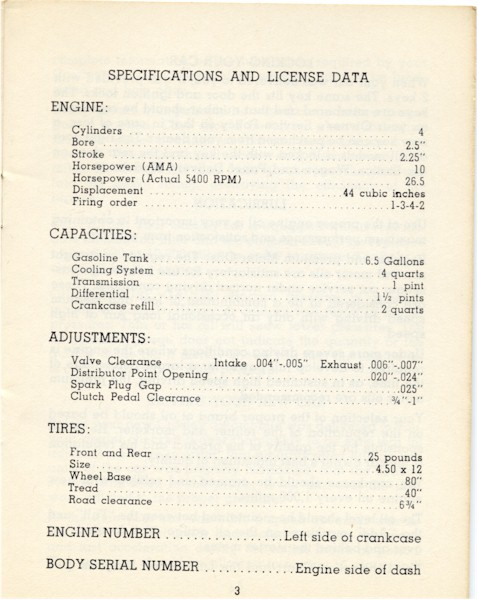 SPECIFICATIONS AND LICENSE DATA
ENGINE:
Cylinders 4
Bore 2.5"
Stroke 2.25"
Horsepower (AMA) 10
Horsepower (Actual 5400 RPM) 26.5
Displacement 44 cubic inches
Firing order 1-3-4-2
CAPACITIES:
Gasoline Tank 6.5 Gallons
Cooling System 4 quarts
Transmission 1 pint
Differential 1½ pints
Crankcase refill 2 quarts
ADJUSTMENTS:
Valve Clearance Intake .004"-.005" Exhaust .006"-.007"
Distributor Point Opening .020"-.024"
Spark Plug Gap .025"
Clutch Pedal Clearance ¾"-1"
TIRES:
Front and Rear 25 pounds
Size 4.50 x 12
Wheel Base 80"
Tread 40"
Road clearance 6¾"
ENGINE NUMBER Left side of crankcase
BODY SERIAL NUMBER Engine side of dash
3